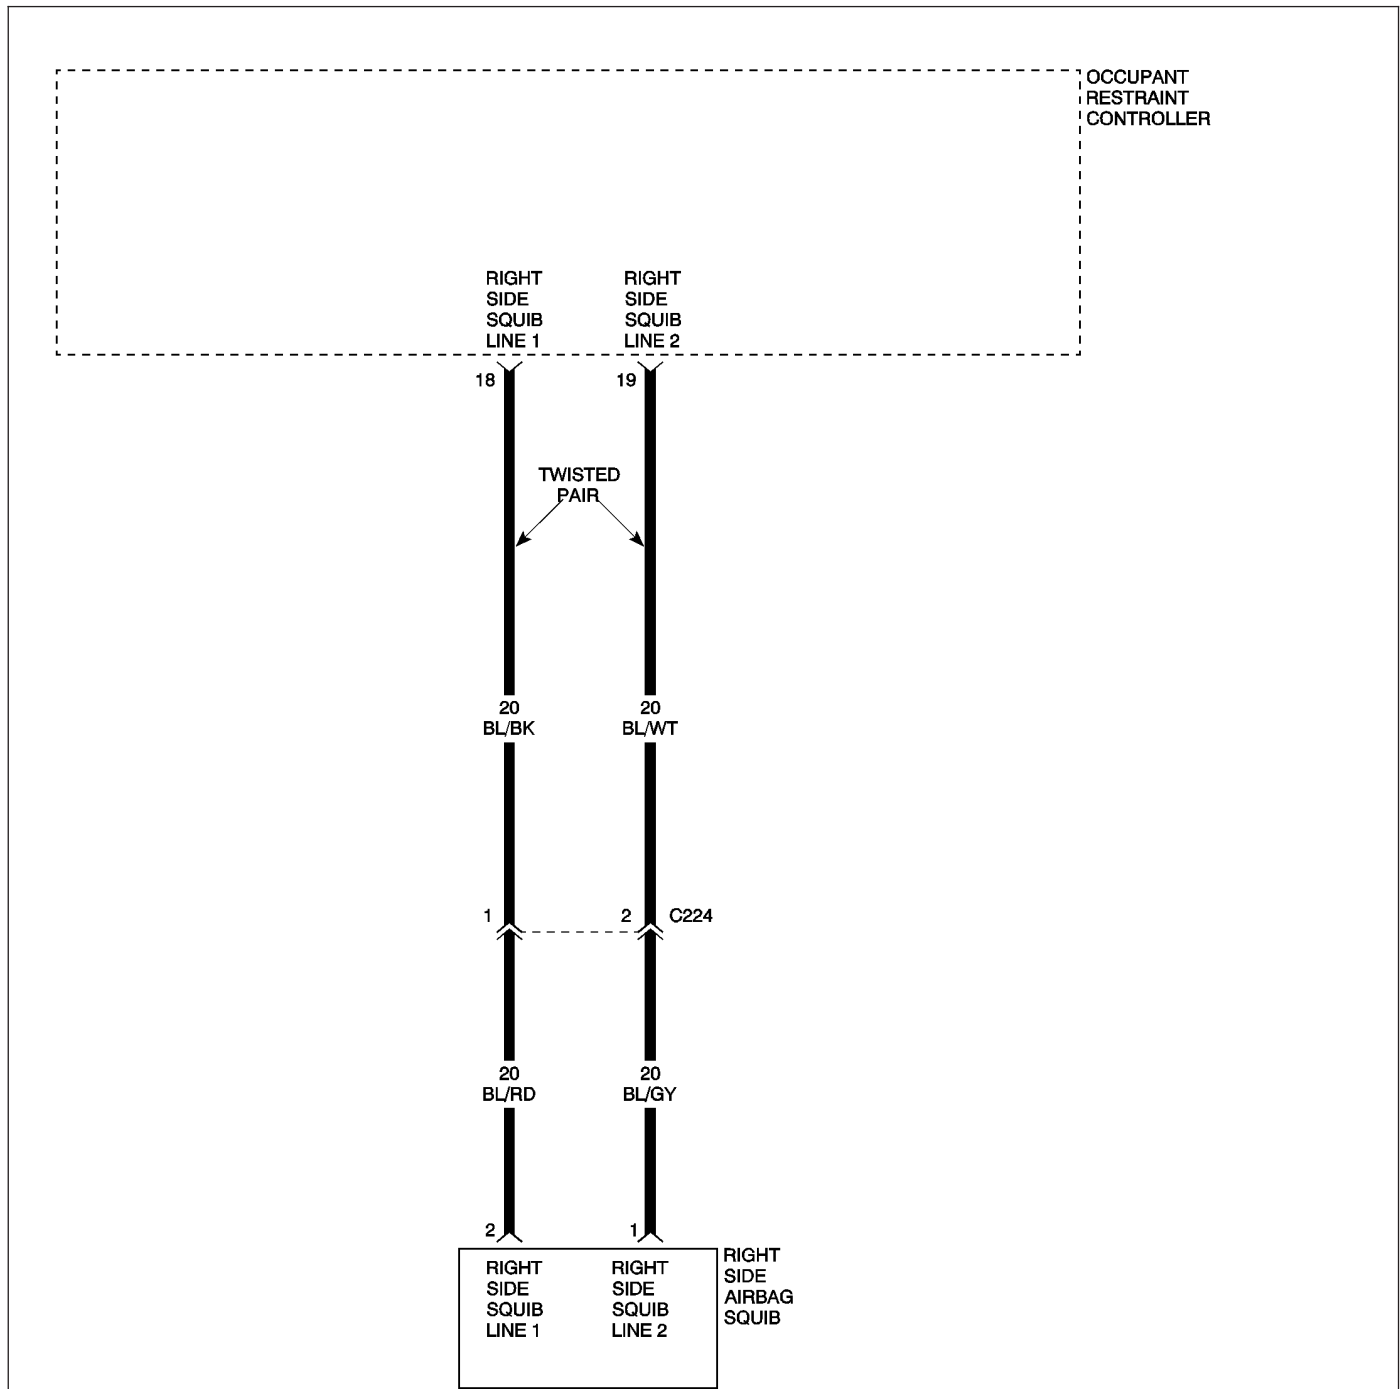 OCCUPANT
RESTRAINT
CONTROLLER
RIGHT
SIDE
SQUIB
LINE 1
RIGHT
SIDE
SQUIB
LINE 2
18
19
TWISTED
PAIR
20
BL/BK
20
BL/WT
1
2
C224
20
BL/RD
20
BL/GY
2
1
RIGHT
SIDE
SQUIB
LINE 1
RIGHT
SIDE
SQUIB
LINE 2
RIGHT
SIDE
AIRBAG
SQUIB